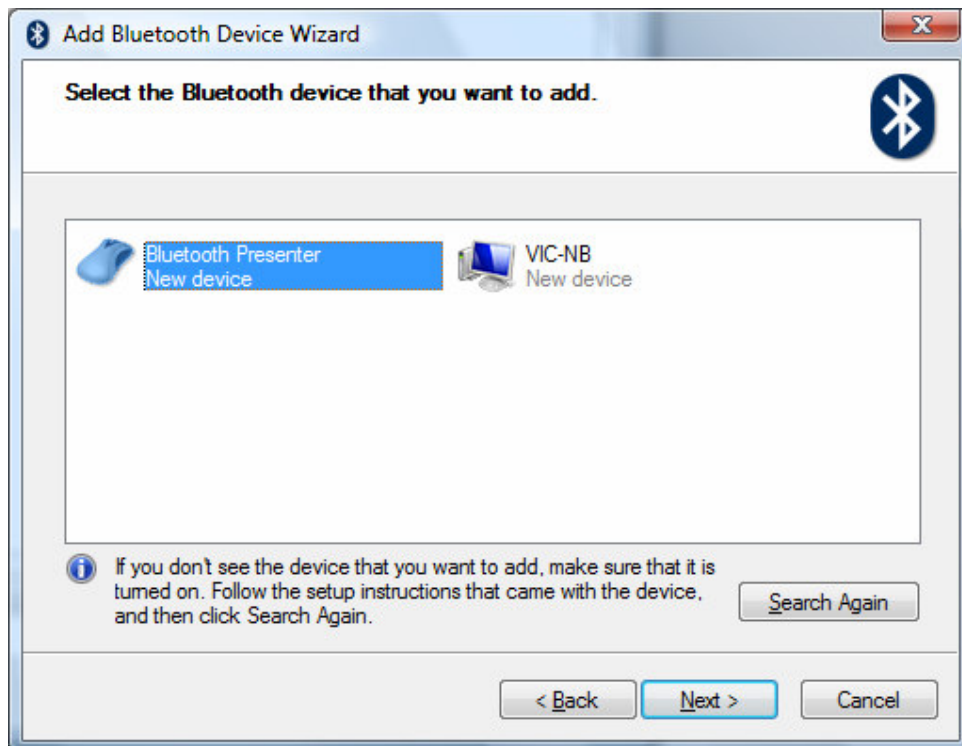 Add Bluetooth Device Wizard
Select the Bluetooth device that you want to add.
Bluetooth Presenter
New device
VIC-NB
New device
If you don't see the device that you want to add, make sure that it is
turned on. Follow the setup instructions that came with the device,
and then click Search Again.
Search Again
< Back
Next >
Cancel